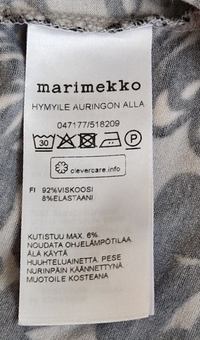 marimekko
HYMYILE AURINGON ALLA
047177/518209
30 P
clevercare.info
FI 92%VISKOOSI
8%ELASTAANI
KUTISTUU MAX. 6%.
NOUDATA OHJELÄMPÖTILAA.
ÄLÄ KÄYTÄ
HUUHTELUAINETTA. PESE
NURINPÄIN KÄÄNNETTYNÄ.
MUOTOILE KOSTEANA